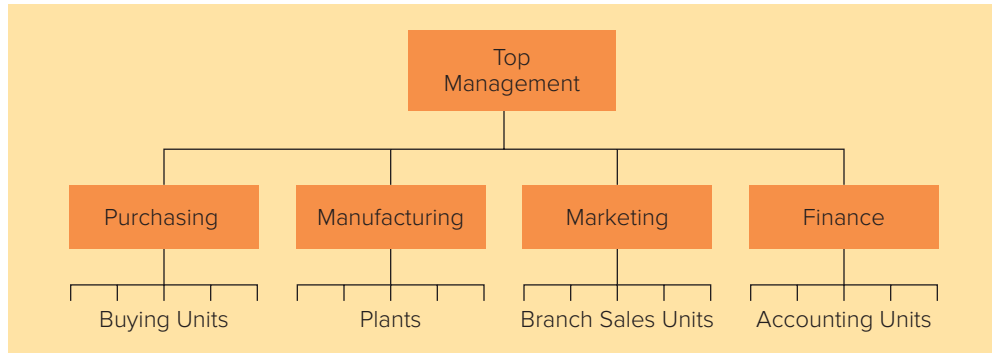 Top
Management
Purchasing
Manufacturing
Marketing
Finance
Buying Units
Plants
Branch Sales Units
Accounting Units